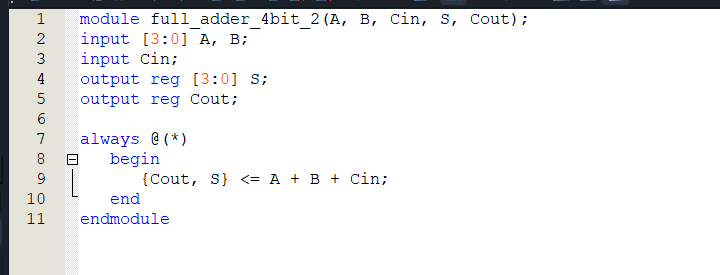 1 module full_adder_4bit_2(A, B, Cin, S, Cout);
2 input [3:0] A, B;
3 input Cin;
4 output reg [3:0] S;
5 output reg Cout;
6
7 always @(*)
8 begin
9 {Cout, S} <= A + B + Cin;
10 end
11 endmodule